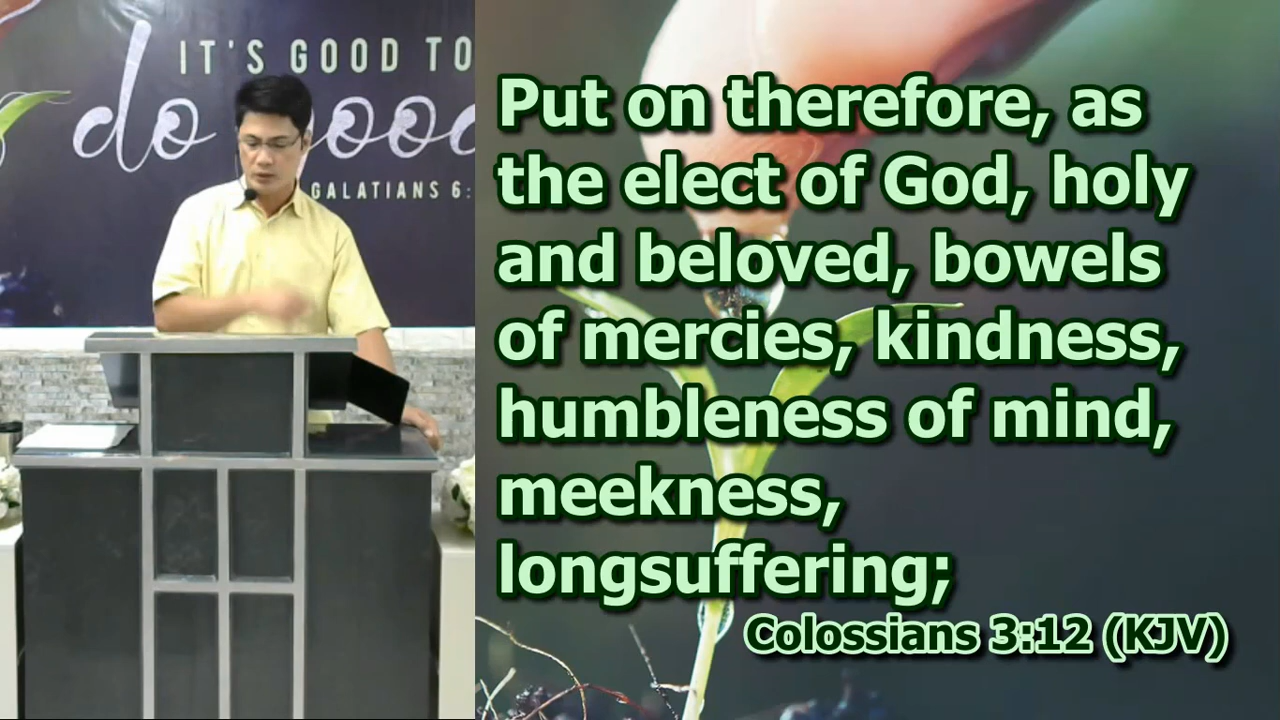 IT'S GOOD TO
do good
GALATIANS 6:
Put on therefore, as
the elect of God, holy
and beloved, bowels
of mercies, kindness,
humbleness of mind,
meekness,
longsuffering;
Colossians 3:12 (KJV)